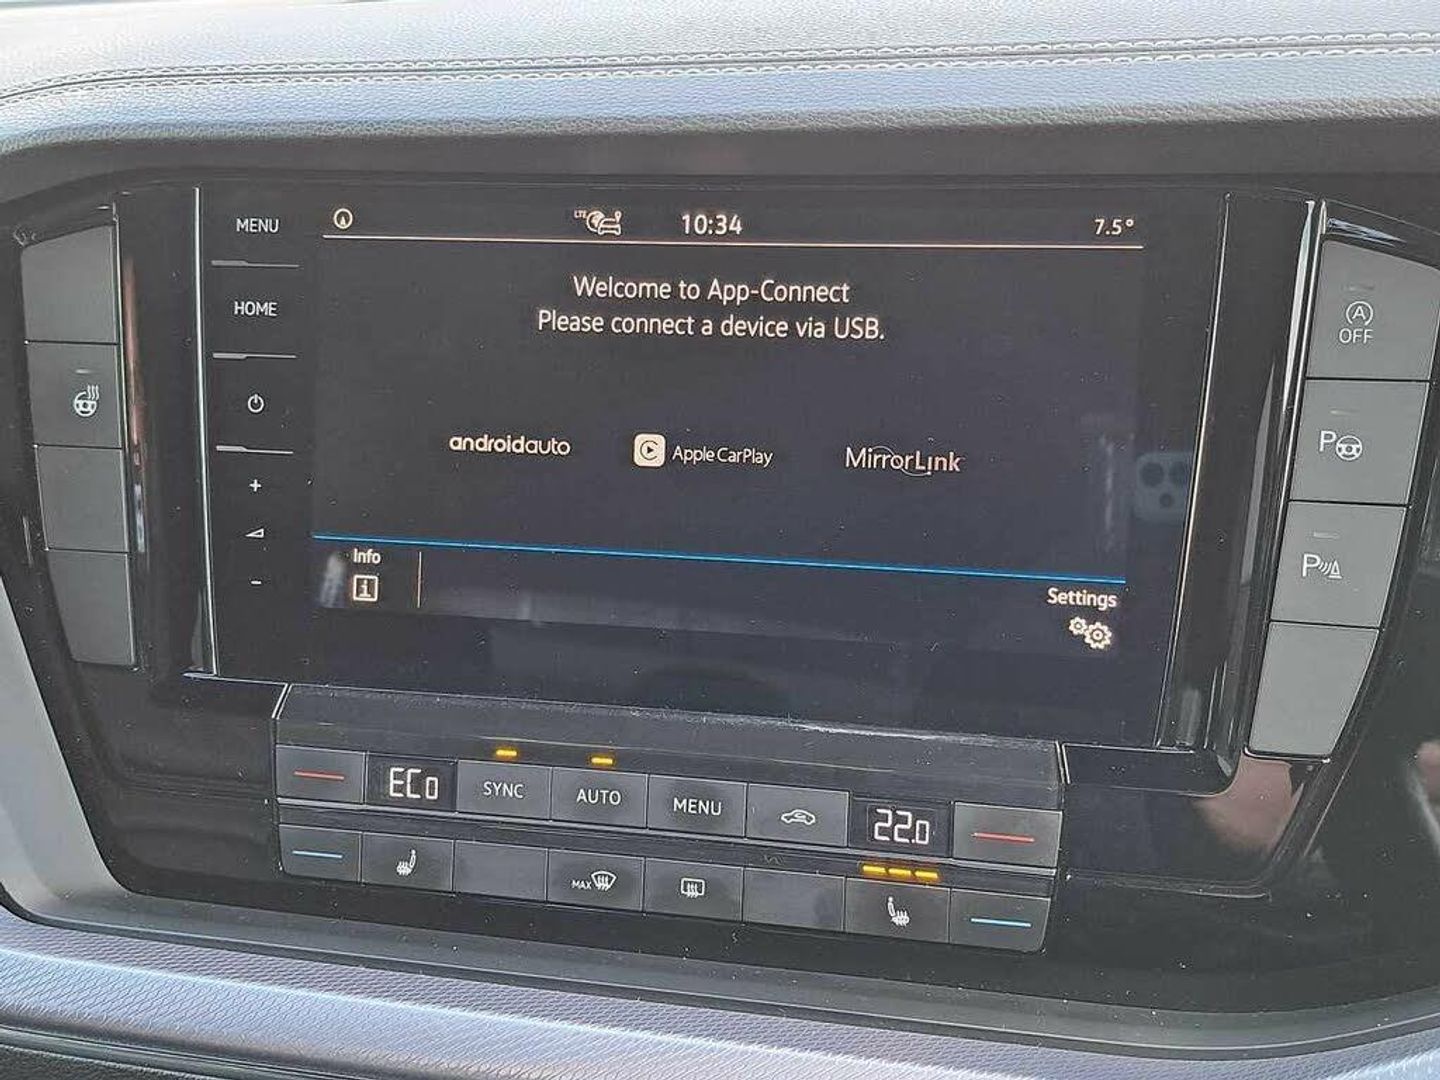 MENU
HOME
+
-
LTE
10:34
7.5°
Welcome to App-Connect
Please connect a device via USB.
androidauto
Apple CarPlay
MirrorLink
Info
i
Settings
A
OFF
P
P
ECO
SYNC
AUTO
MENU
22.0
MAX